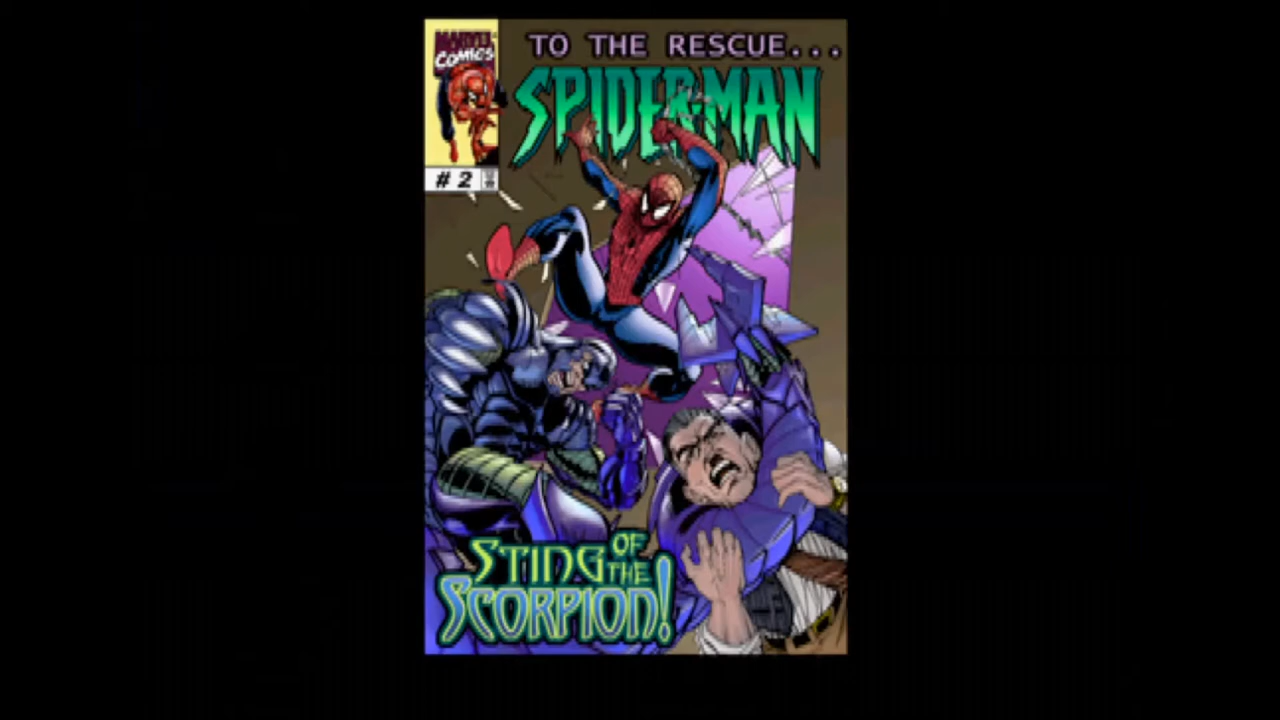 MARVEL
COMICS
TO THE RESCUE...
SPIDER-MAN
# 2
STING OF THE
SCORPION!